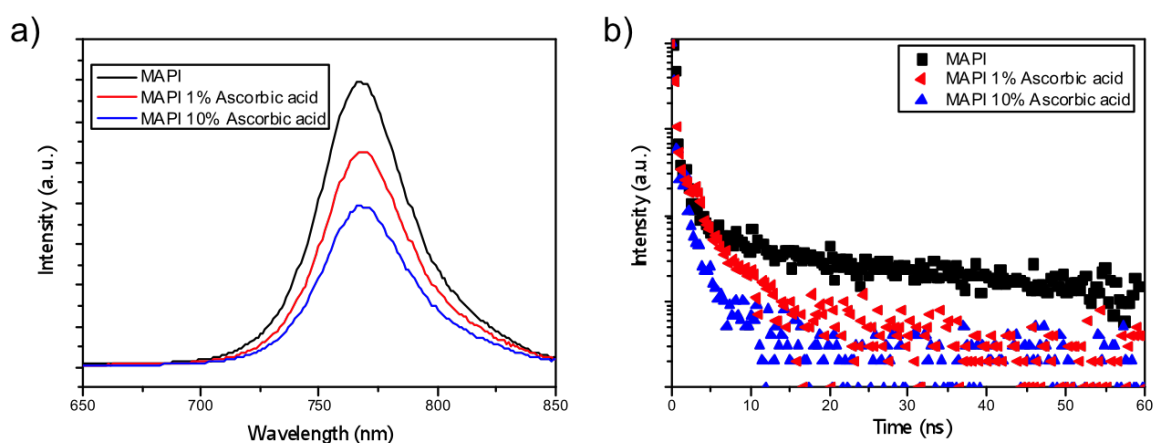 a)
MAPI
MAPI 1% Ascorbic acid
MAPI 10% Ascorbic acid
Intensity (a. u.)
650
700
750
800
850
Wavelength (nm)
b)
MAPI
MAPI 1% Ascorbic acid
MAPI 10% Ascorbic acid
Intensity (a.u.)
0
10
20
30
40
50
60
Time (ns)